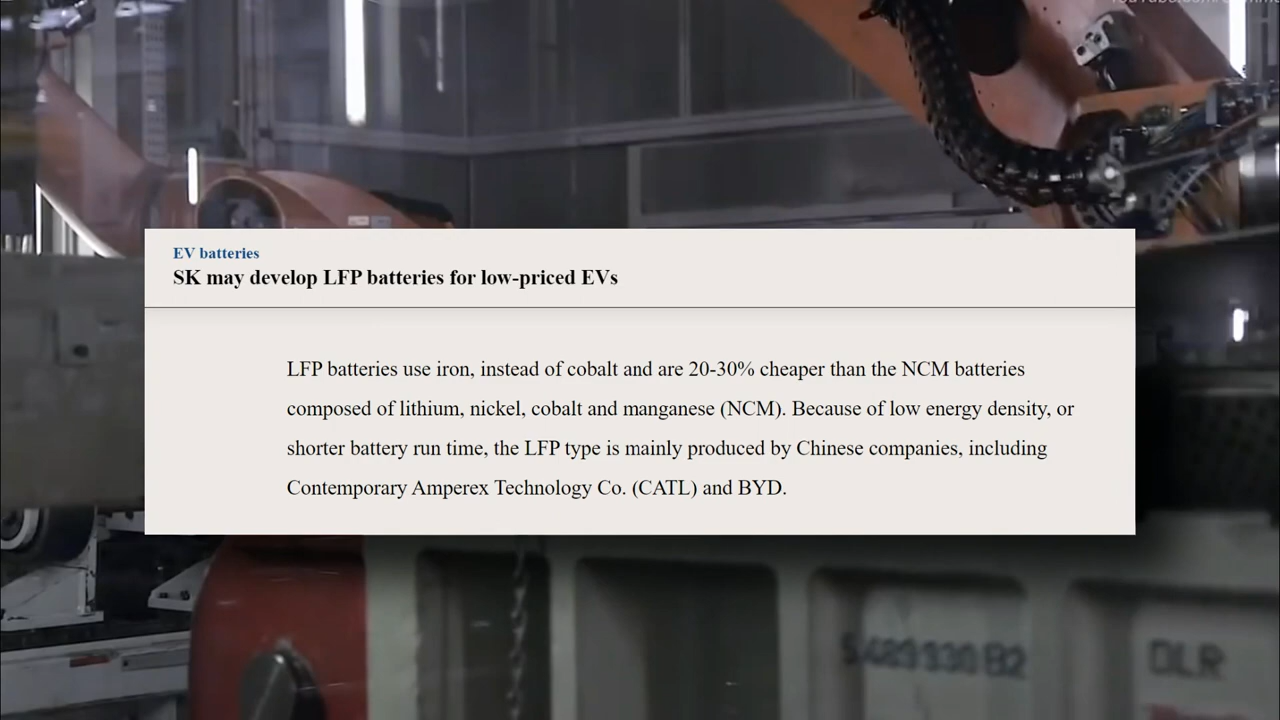 EV batteries
SK may develop LFP batteries for low-priced EVs
LFP batteries use iron, instead of cobalt and are 20-30% cheaper than the NCM batteries
composed of lithium, nickel, cobalt and manganese (NCM). Because of low energy density, or
shorter battery run time, the LFP type is mainly produced by Chinese companies, including
Contemporary Amperex Technology Co. (CATL) and BYD.
DLR